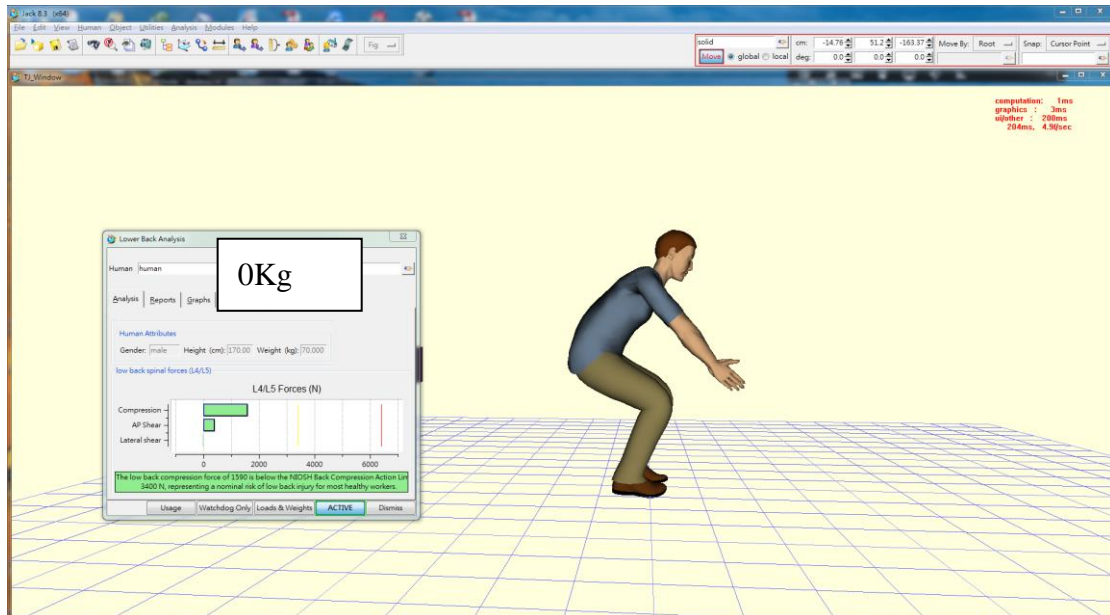 Jack 8.3 (x64)
File Edit View Human Object Utilities Analysis Modules Help
Fig
solid cm: -14.76 51.2 -163.37 Move By: Root Snap: Cursor Point
Move global local deg: 0.0 0.0 0.0
TJ_Window
computation: 1ms
graphics : 3ms
ui/other : 200ms
204ms, 4.9f/sec
Lower Back Analysis
0Kg
Human human
Analysis Reports Graphs
Human Attributes
Gender: male Height (cm): 170.00 Weight (kg): 70.000
low back spinal forces (L4/L5)
L4/L5 Forces (N)
Compression
AP Shear
Lateral shear
0 2000 4000 6000
The low back compression force of 1590 is below the NIOSH Back Compression Action Lim
3400 N, representing a nominal risk of low back injury for most healthy workers.
Usage Watchdog Only Loads & Weights ACTIVE Dismiss